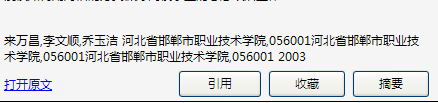 来万昌,李文顺,乔玉洁 河北省邯郸市职业技术学院,056001河北省邯郸市职业技
术学院,056001河北省邯郸市职业技术学院,056001 2003
打开原文 引用 收藏 摘要